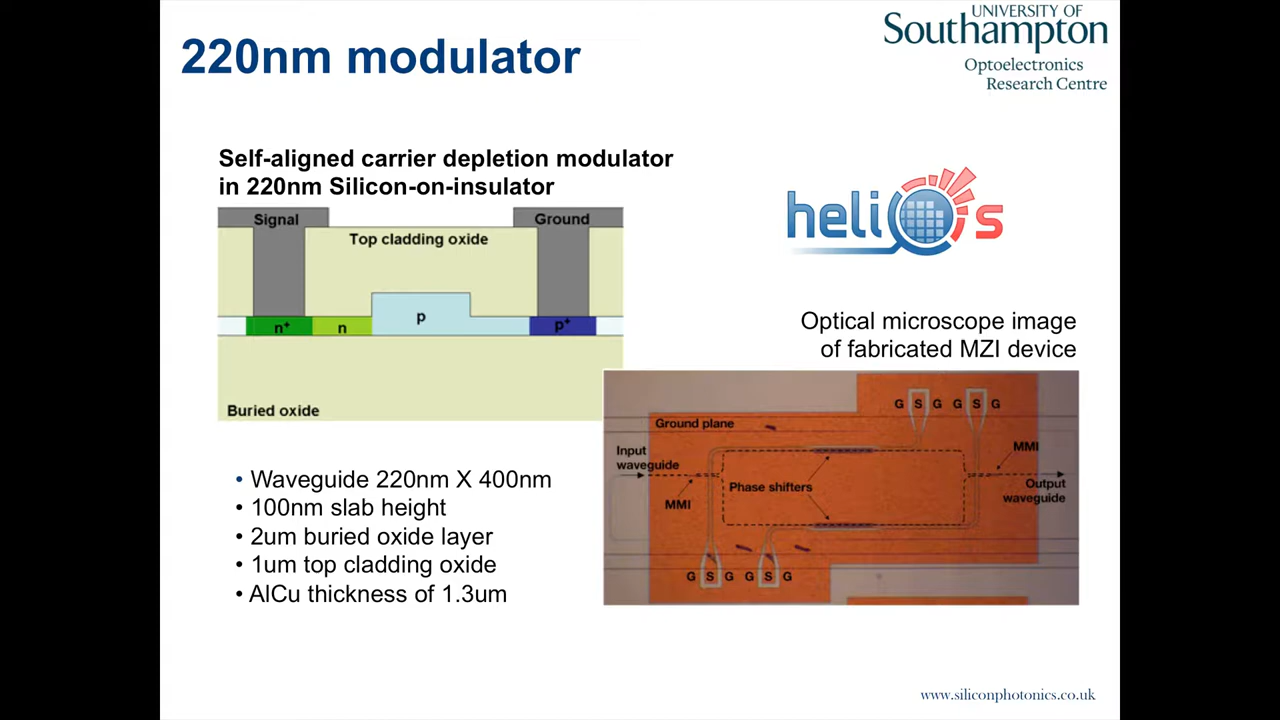 220nm modulator
UNIVERSITY OF
Southampton
Optoelectronics
Research Centre
Self-aligned carrier depletion modulator
in 220nm Silicon-on-insulator
Signal
Ground
Top cladding oxide
n+
n
p
p+
Buried oxide
helios
Optical microscope image
of fabricated MZI device
G S G G S G
Ground plane
Input
waveguide
MMI
Phase shifters
MMI
Output
waveguide
G S G G S G
• Waveguide 220nm X 400nm
• 100nm slab height
• 2um buried oxide layer
• 1um top cladding oxide
• AlCu thickness of 1.3um
www.siliconphotonics.co.uk